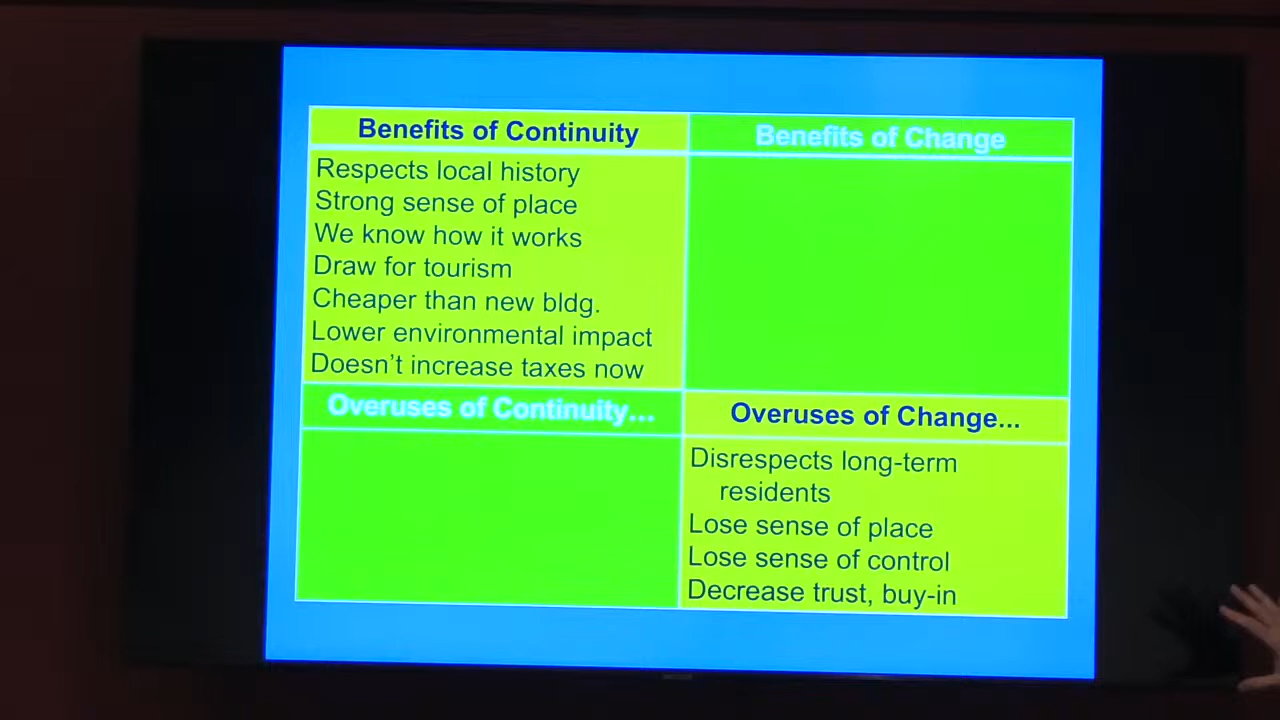 Benefits of Continuity
Respects local history
Strong sense of place
We know how it works
Draw for tourism
Cheaper than new bldg.
Lower environmental impact
Doesn't increase taxes now
Benefits of Change
Overuses of Continuity...
Overuses of Change...
Disrespects long-term
residents
Lose sense of place
Lose sense of control
Decrease trust, buy-in